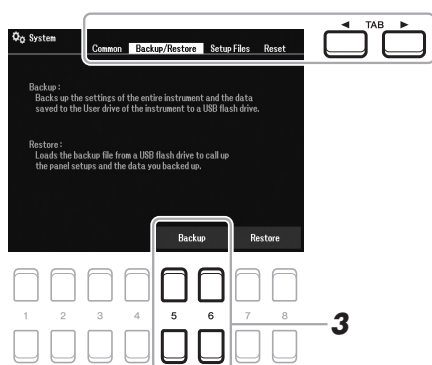 System
Common Backup/Restore Setup Files Reset
◀ TAB ▶
Backup :
Backs up the settings of the entire instrument and the data
saved to the User drive of the instrument to a USB flash drive.
Restore :
Loads the backup file from a USB flash drive to call up
the panel setups and the data you backed up.
Backup Restore
1 2 3 4 5 6 7 8
3